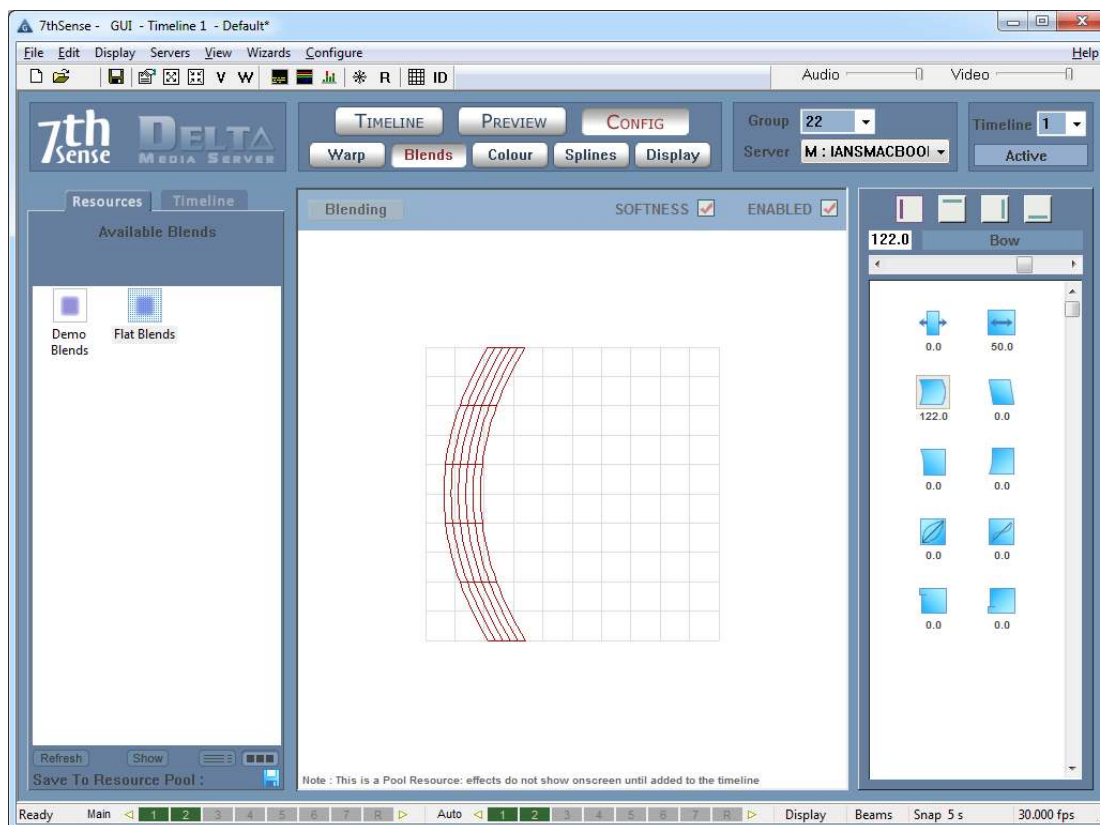 7thSense -   GUI  - Timeline 1  - Default*
File Edit Display Servers View Wizards Configure Help
V W R ID Audio Video
7th Sense DELTA MEDIA SERVER
TIMELINE PREVIEW CONFIG
Warp Blends Colour Splines Display
Group 22
Server M : IANSMACBOO
Timeline 1
Active
Resources Timeline
Available Blends
Demo Blends
Flat Blends
Refresh Show
Save To Resource Pool :
Blending SOFTNESS ENABLED
Note : This is a Pool Resource: effects do not show onscreen until added to the timeline
122.0 Bow
0.0 50.0
122.0 0.0
0.0 0.0
0.0 0.0
0.0 0.0
Ready Main 1 2 3 4 5 6 7 R Auto 1 2 3 4 5 6 7 R Display Beams Snap 5 s 30.000 fps